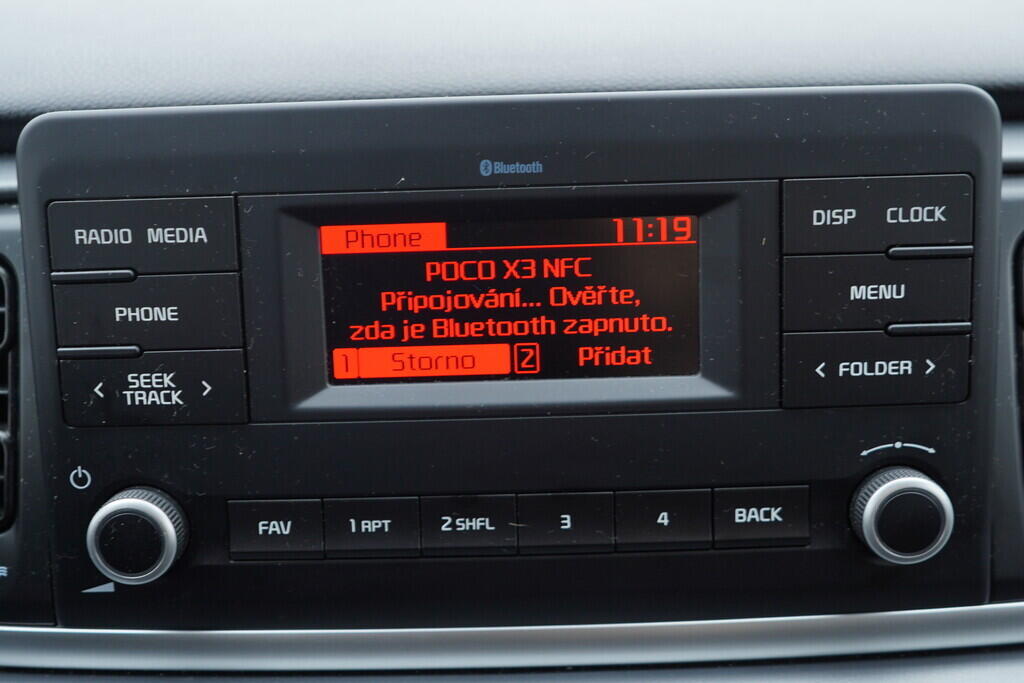 Bluetooth
RADIO MEDIA
PHONE
< SEEK >
TRACK
Phone 11:19
POCO X3 NFC
Připojování... Ověřte,
zda je Bluetooth zapnuto.
1 Storno 2 Přidat
DISP CLOCK
MENU
< FOLDER >
FAV
1 RPT
2 SHFL
3
4
BACK